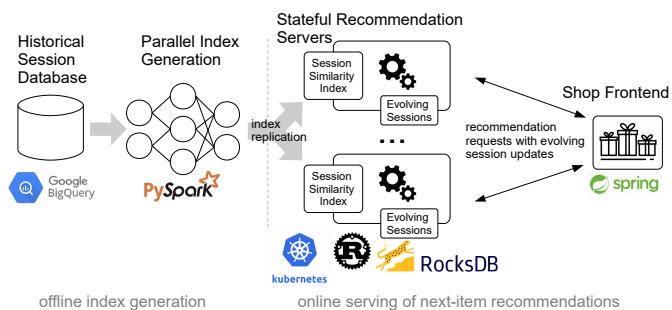 Historical
Session
Database
Google
BigQuery
Parallel Index
Generation
PySpark
index
replication
Stateful Recommendation
Servers
Session
Similarity
Index
Evolving
Sessions
...
Session
Similarity
Index
Evolving
Sessions
kubernetes
R
RocksDB
recommendation
requests with evolving
session updates
Shop Frontend
spring
offline index generation
online serving of next-item recommendations